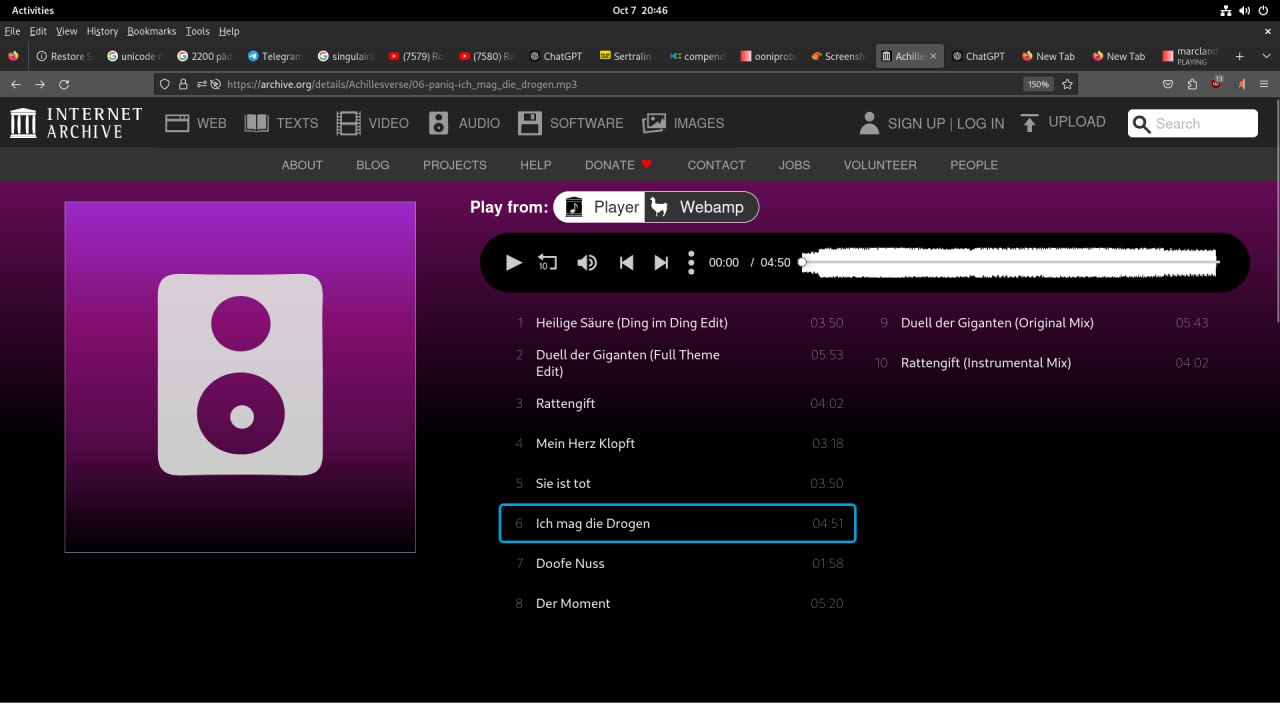 Activities
Oct 7 20:46
File Edit View History Bookmarks Tools Help
Restore S
unicode n
2200 päd
Telegram
singulair
(7579) Ro
(7580) Ro
ChatGPT
Sertralin
compend
ooniprobe
Screensh
Achilles
ChatGPT
New Tab
New Tab
marcland
PLAYING
https://archive.org/details/Achillesverse/06-paniq-ich_mag_die_drogen.mp3
150%
13
INTERNET
ARCHIVE
WEB
TEXTS
VIDEO
AUDIO
SOFTWARE
IMAGES
SIGN UP | LOG IN
UPLOAD
Search
ABOUT
BLOG
PROJECTS
HELP
DONATE
CONTACT
JOBS
VOLUNTEER
PEOPLE
Play from: Player Webamp
10
00:00 / 04:50
1 Heilige Säure (Ding im Ding Edit) 03:50
2 Duell der Giganten (Full Theme 05:53
Edit)
3 Rattengift 04:02
4 Mein Herz Klopft 03:18
5 Sie ist tot 03:50
6 Ich mag die Drogen 04:51
7 Doofe Nuss 01:58
8 Der Moment 05:20
9 Duell der Giganten (Original Mix) 05:43
10 Rattengift (Instrumental Mix) 04:02